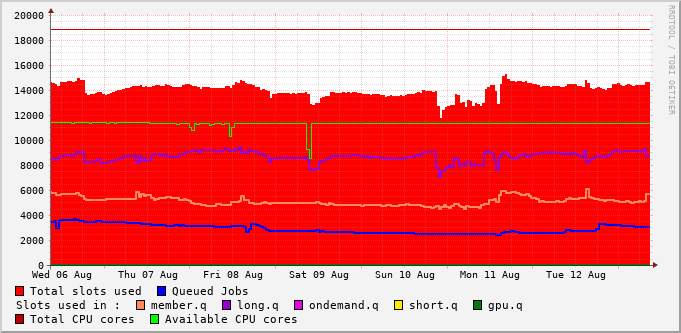 20000
18000
16000
14000
12000
10000
8000
6000
4000
2000
0
Wed 06 Aug Thu 07 Aug Fri 08 Aug Sat 09 Aug Sun 10 Aug Mon 11 Aug Tue 12 Aug
Total slots used Queued Jobs
Slots used in : member.q long.q ondemand.q short.q gpu.q
Total CPU cores Available CPU cores
RRDTOOL / TOBI OETIKER